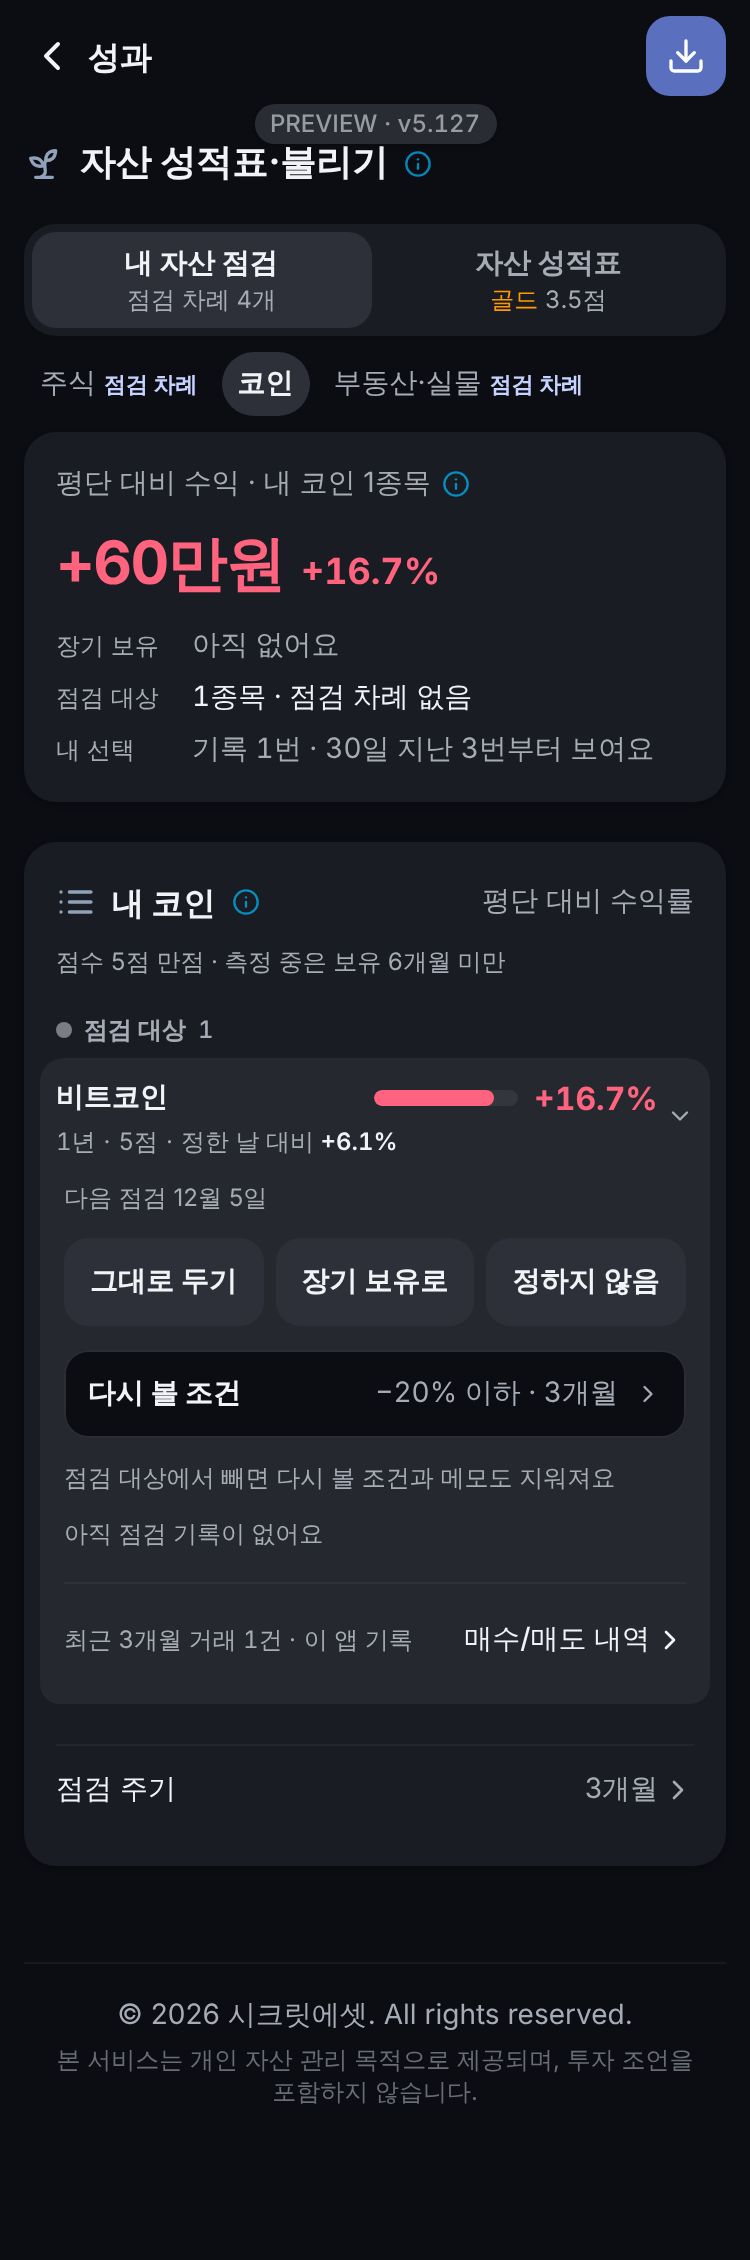 성과
PREVIEW · v5.127
자산 성적표·불리기
내 자산 점검
점검 차례 4개
자산 성적표
골드 3.5점
주식 점검 차례 코인 부동산·실물 점검 차례
평단 대비 수익 · 내 코인 1종목
+60만원 +16.7%
장기 보유 아직 없어요
점검 대상 1종목 · 점검 차례 없음
내 선택 기록 1번 · 30일 지난 3번부터 보여요
내 코인 평단 대비 수익률
점수 5점 만점 · 측정 중은 보유 6개월 미만
점검 대상 1
비트코인 +16.7%
1년 · 5점 · 정한 날 대비 +6.1%
다음 점검 12월 5일
그대로 두기 장기 보유로 정하지 않음
다시 볼 조건 −20% 이하 · 3개월
점검 대상에서 빼면 다시 볼 조건과 메모도 지워져요
아직 점검 기록이 없어요
최근 3개월 거래 1건 · 이 앱 기록 매수/매도 내역
점검 주기 3개월
© 2026 시크릿에셋. All rights reserved.
본 서비스는 개인 자산 관리 목적으로 제공되며, 투자 조언을
포함하지 않습니다.